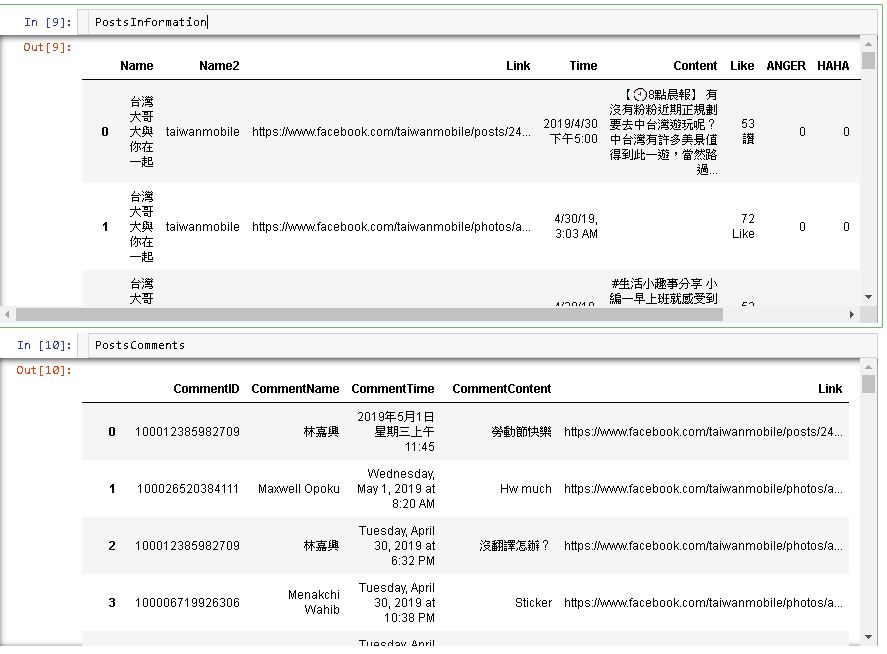 In [9]: PostsInformation
Out[9]:
Name Name2 Link Time Content Like ANGER HAHA
0 台灣大哥大與你在一起 taiwanmobile https://www.facebook.com/taiwanmobile/posts/24... 2019/4/30 下午5:00 【🕘8點晨報】 有沒有粉粉近期正規劃要去中台灣遊玩呢？中台灣有許多美景值得到此一遊，當然路過... 53 讚 0 0
1 台灣大哥大與你在一起 taiwanmobile https://www.facebook.com/taiwanmobile/photos/a... 4/30/19, 3:03 AM 72 Like 0 0
台灣大哥 #生活小趣事分享 小編一早上班就感受到
In [10]: PostsComments
Out[10]:
CommentID CommentName CommentTime CommentContent Link
0 100012385982709 林嘉興 2019年5月1日 星期三上午 11:45 勞動節快樂 https://www.facebook.com/taiwanmobile/posts/24...
1 100026520384111 Maxwell Opoku Wednesday, May 1, 2019 at 8:20 AM Hw much https://www.facebook.com/taiwanmobile/photos/a...
2 100012385982709 林嘉興 Tuesday, April 30, 2019 at 6:32 PM 沒翻譯怎辦？ https://www.facebook.com/taiwanmobile/photos/a...
3 100006719926306 Menakchi Wahib Tuesday, April 30, 2019 at 10:38 PM Sticker https://www.facebook.com/taiwanmobile/photos/a...
Tuesday, April